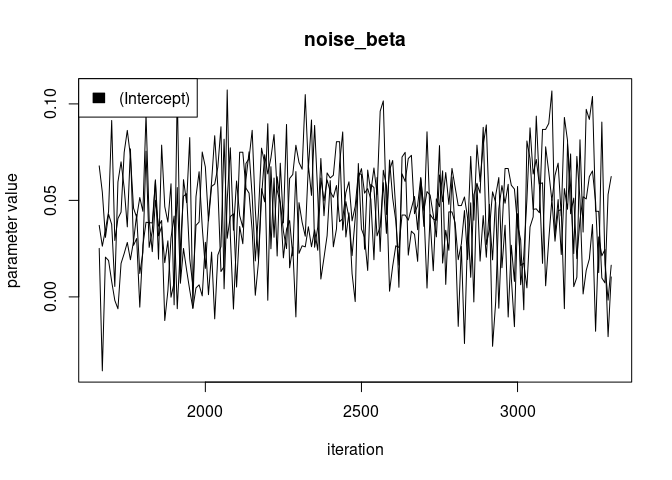 noise_beta
(Intercept)
parameter value
0.10
0.05
0.00
2000 2500 3000
iteration